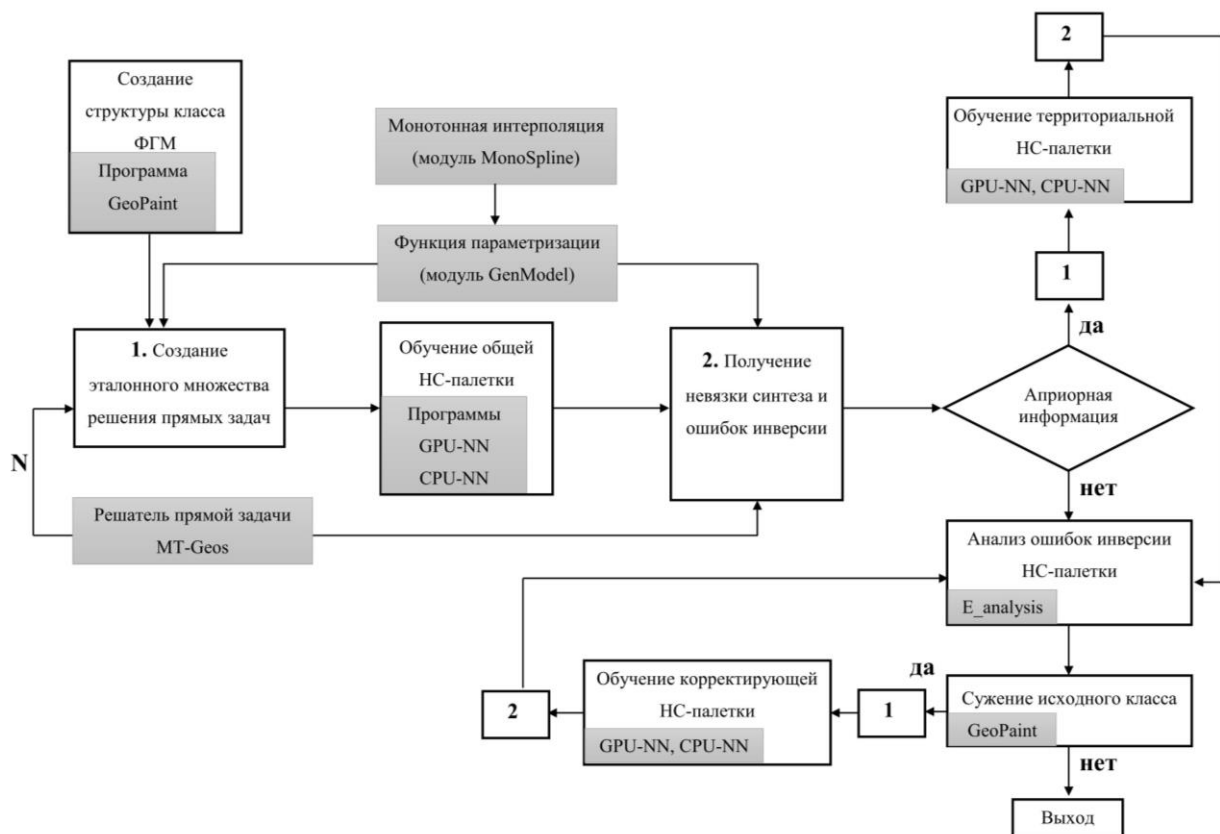 Создание
структуры класса
ФГМ
Программа
GeoPaint
Монотонная интерполяция
(модуль MonoSpline)
Функция параметризации
(модуль GenModel)
2
Обучение территориальной
НС-палетки
GPU-NN, CPU-NN
1
да
1. Создание
эталонного множества
решения прямых задач
Обучение общей
НС-палетки
Программы
GPU-NN
CPU-NN
2. Получение
невязки синтеза и
ошибок инверсии
Априорная
информация
N
Решатель прямой задачи
MT-Geos
нет
Анализ ошибок инверсии
НС-палетки
E_analysis
Сужение исходного класса
GeoPaint
да
1
Обучение корректирующей
НС-палетки
GPU-NN, CPU-NN
2
нет
Выход